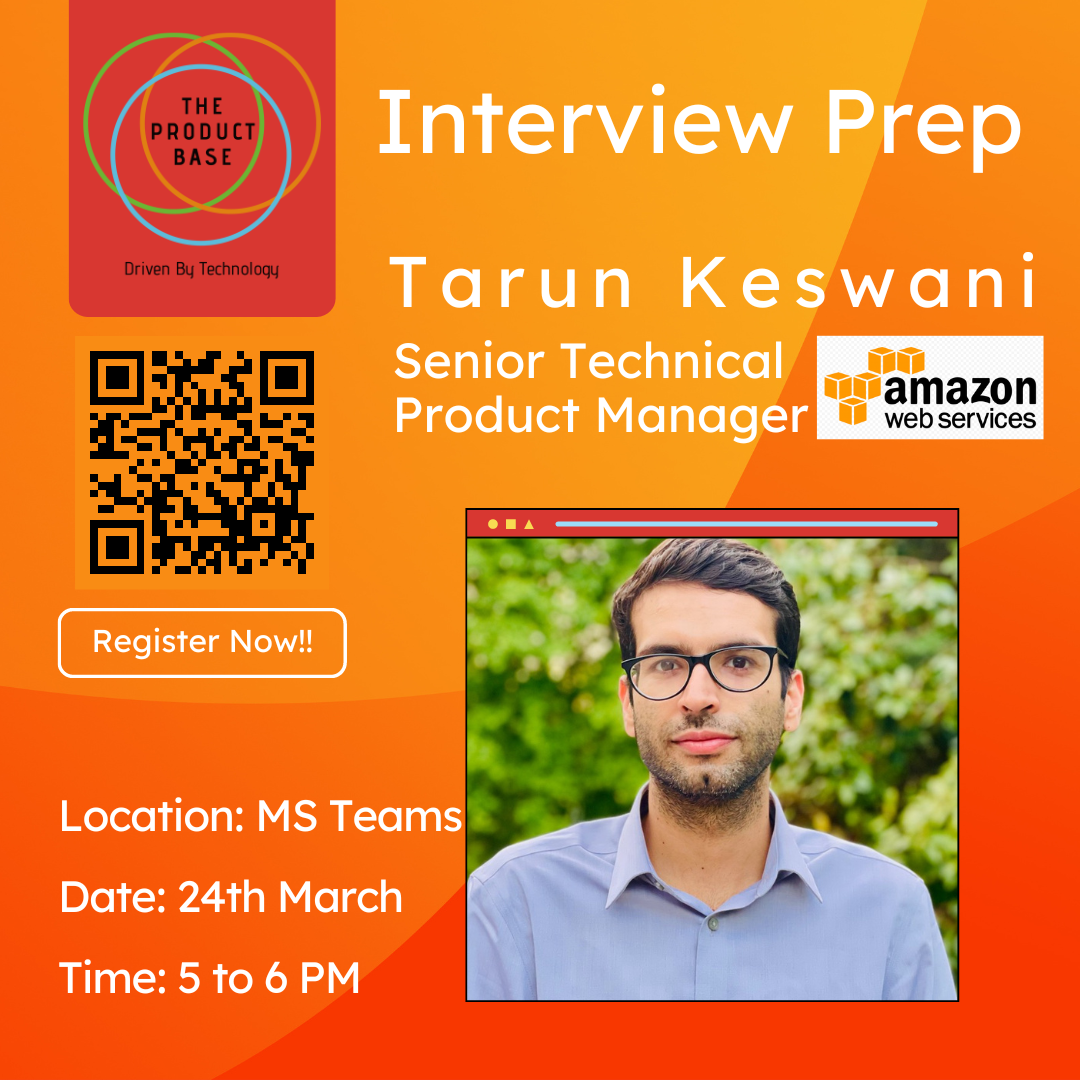 THE
PRODUCT
BASE
Driven By Technology
Interview Prep
Tarun Keswani
Senior Technical
Product Manager
amazon
web services
Register Now!!
Location: MS Teams
Date: 24th March
Time: 5 to 6 PM